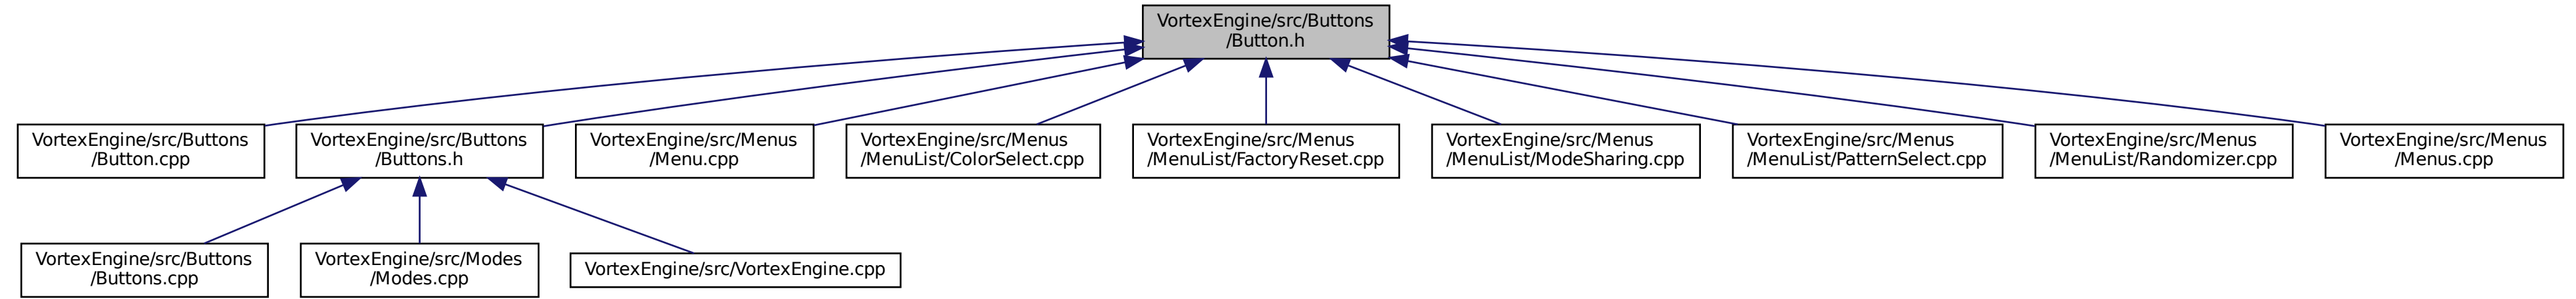 VortexEngine/src/Buttons
/Button.h
VortexEngine/src/Buttons
/Button.cpp
VortexEngine/src/Buttons
/Buttons.h
VortexEngine/src/Menus
/Menu.cpp
VortexEngine/src/Menus
/MenuList/ColorSelect.cpp
VortexEngine/src/Menus
/MenuList/FactoryReset.cpp
VortexEngine/src/Menus
/MenuList/ModeSharing.cpp
VortexEngine/src/Menus
/MenuList/PatternSelect.cpp
VortexEngine/src/Menus
/MenuList/Randomizer.cpp
VortexEngine/src/Menus
/Menus.cpp
VortexEngine/src/Buttons
/Buttons.cpp
VortexEngine/src/Modes
/Modes.cpp
VortexEngine/src/VortexEngine.cpp